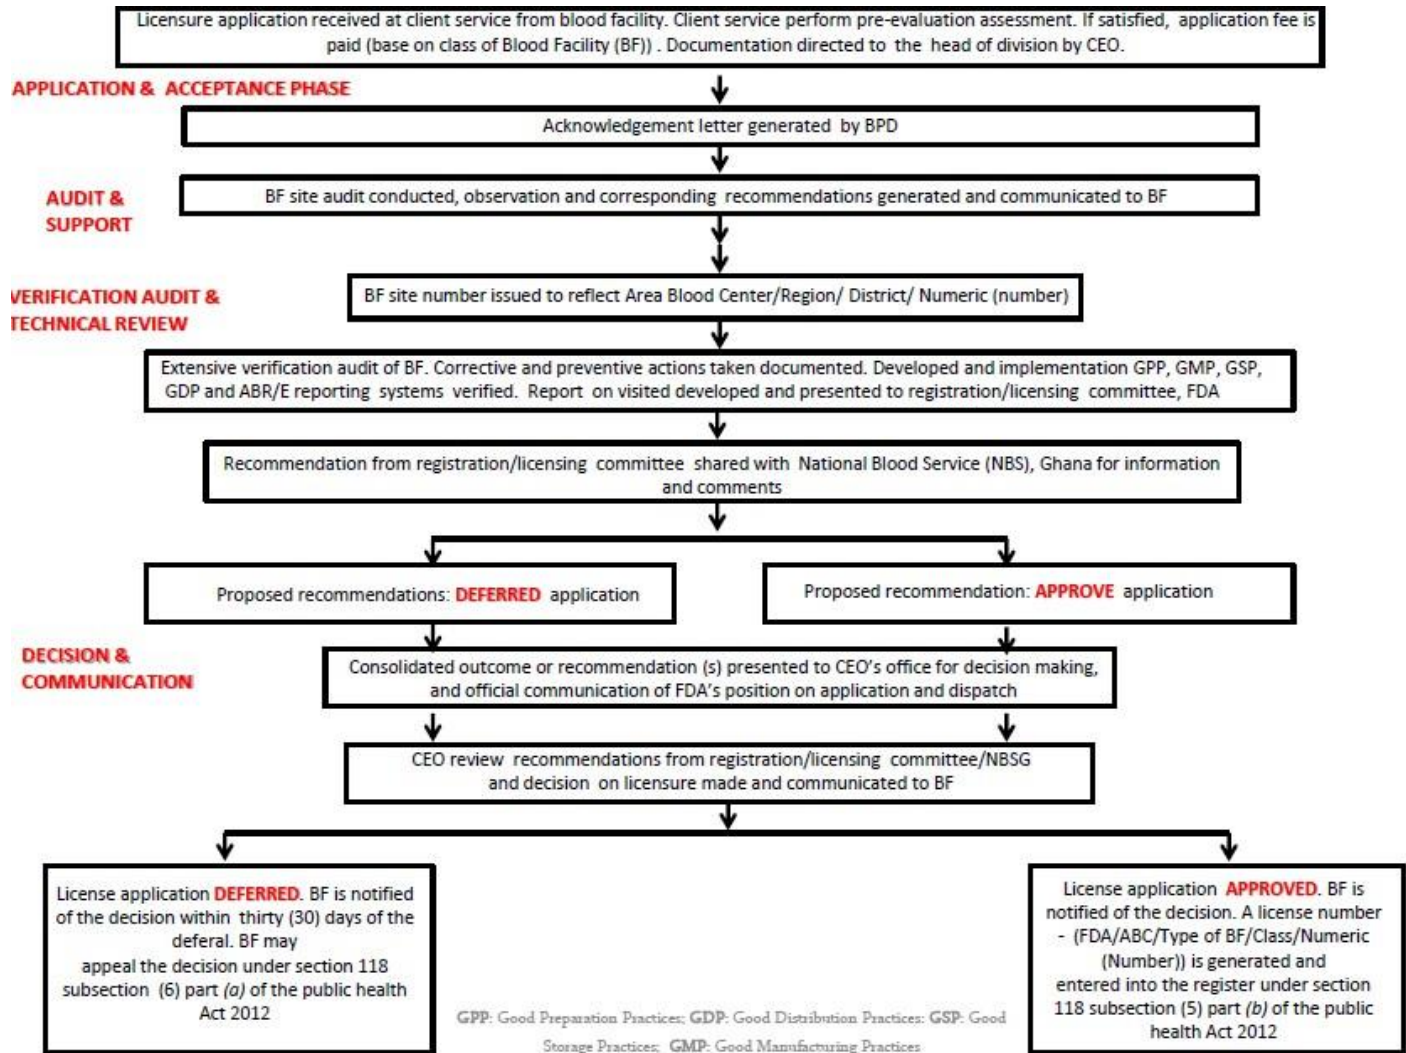 Licensure application received at client service from blood facility. Client service perform pre-evaluation assessment. If satisfied, application fee is
paid (base on class of Blood Facility (BF)) . Documentation directed to the head of division by CEO.
APPLICATION & ACCEPTANCE PHASE
Acknowledgement letter generated by BPD
AUDIT &
SUPPORT
BF site audit conducted, observation and corresponding recommendations generated and communicated to BF
VERIFICATION AUDIT &
TECHNICAL REVIEW
BF site number issued to reflect Area Blood Center/Region/ District/ Numeric (number)
Extensive verification audit of BF. Corrective and preventive actions taken documented. Developed and implementation GPP, GMP, GSP,
GDP and ABR/E reporting systems verified. Report on visited developed and presented to registration/licensing committee, FDA
Recommendation from registration/licensing committee shared with National Blood Service (NBS), Ghana for information
and comments
Proposed recommendations: DEFERRED application
Proposed recommendation: APPROVE application
DECISION &
COMMUNICATION
Consolidated outcome or recommendation (s) presented to CEO's office for decision making,
and official communication of FDA's position on application and dispatch
CEO review recommendations from registration/licensing committee/NBSG
and decision on licensure made and communicated to BF
License application DEFERRED. BF is notified
of the decision within thirty (30) days of the
deferal. BF may
appeal the decision under section 118
subsection (6) part (a) of the public health
Act 2012
License application APPROVED. BF is
notified of the decision. A license number
- (FDA/ABC/Type of BF/Class/Numeric
(Number)) is generated and
entered into the register under section
118 subsection (5) part (b) of the public
health Act 2012
GPP: Good Preparation Practices; GDP: Good Distribution Practices: GSP: Good
Storage Practices; GMP: Good Manufacturing Practices